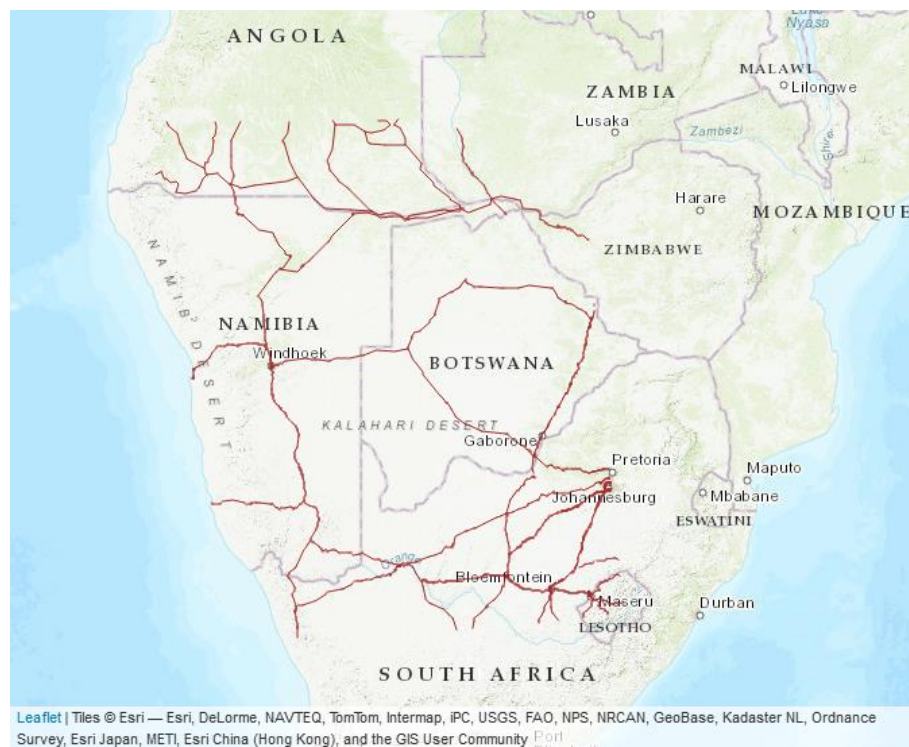 Lake
Nyasa
ANGOLA
MALAWI
Lilongwe
ZAMBIA
Lusaka
Zambezi
Shire
Harare
MOZAMBIQUE
ZIMBABWE
NAMIB DESERT
NAMIBIA
Windhoek
BOTSWANA
KALAHARI DESERT
Gaborone
Pretoria
Maputo
Johannesburg
Mbabane
ESWATINI
Orange
Bloemfontein
Maseru
Durban
LESOTHO
SOUTH AFRICA
Leaflet | Tiles © Esri — Esri, DeLorme, NAVTEQ, TomTom, Intermap, iPC, USGS, FAO, NPS, NRCAN, GeoBase, Kadaster NL, Ordnance
Survey, Esri Japan, METI, Esri China (Hong Kong), and the GIS User Community
Port